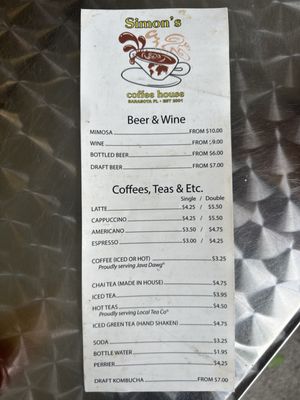 Simon's
coffee house
SARASOTA FL - EST 2001
Beer & Wine
MIMOSA FROM $10.00
WINE FROM $9.00
BOTTLED BEER FROM $6.00
DRAFT BEER FROM $7.00
Coffees, Teas & Etc.
Single / Double
LATTE $4.25 / $5.50
CAPPUCCINO $4.25 / $5.50
AMERICANO $3.50 / $4.75
ESPRESSO $3.00 / $4.25
COFFEE (ICED OR HOT) $3.25
Proudly serving Java Dawg®
CHAI TEA (MADE IN HOUSE) $4.75
ICED TEA $3.95
HOT TEAS $4.50
Proudly serving Local Tea Co®
ICED GREEN TEA (HAND SHAKEN) $4.75
SODA $3.25
BOTTLE WATER $1.95
PERRIER $4.25
DRAFT KOMBUCHA FROM $7.00